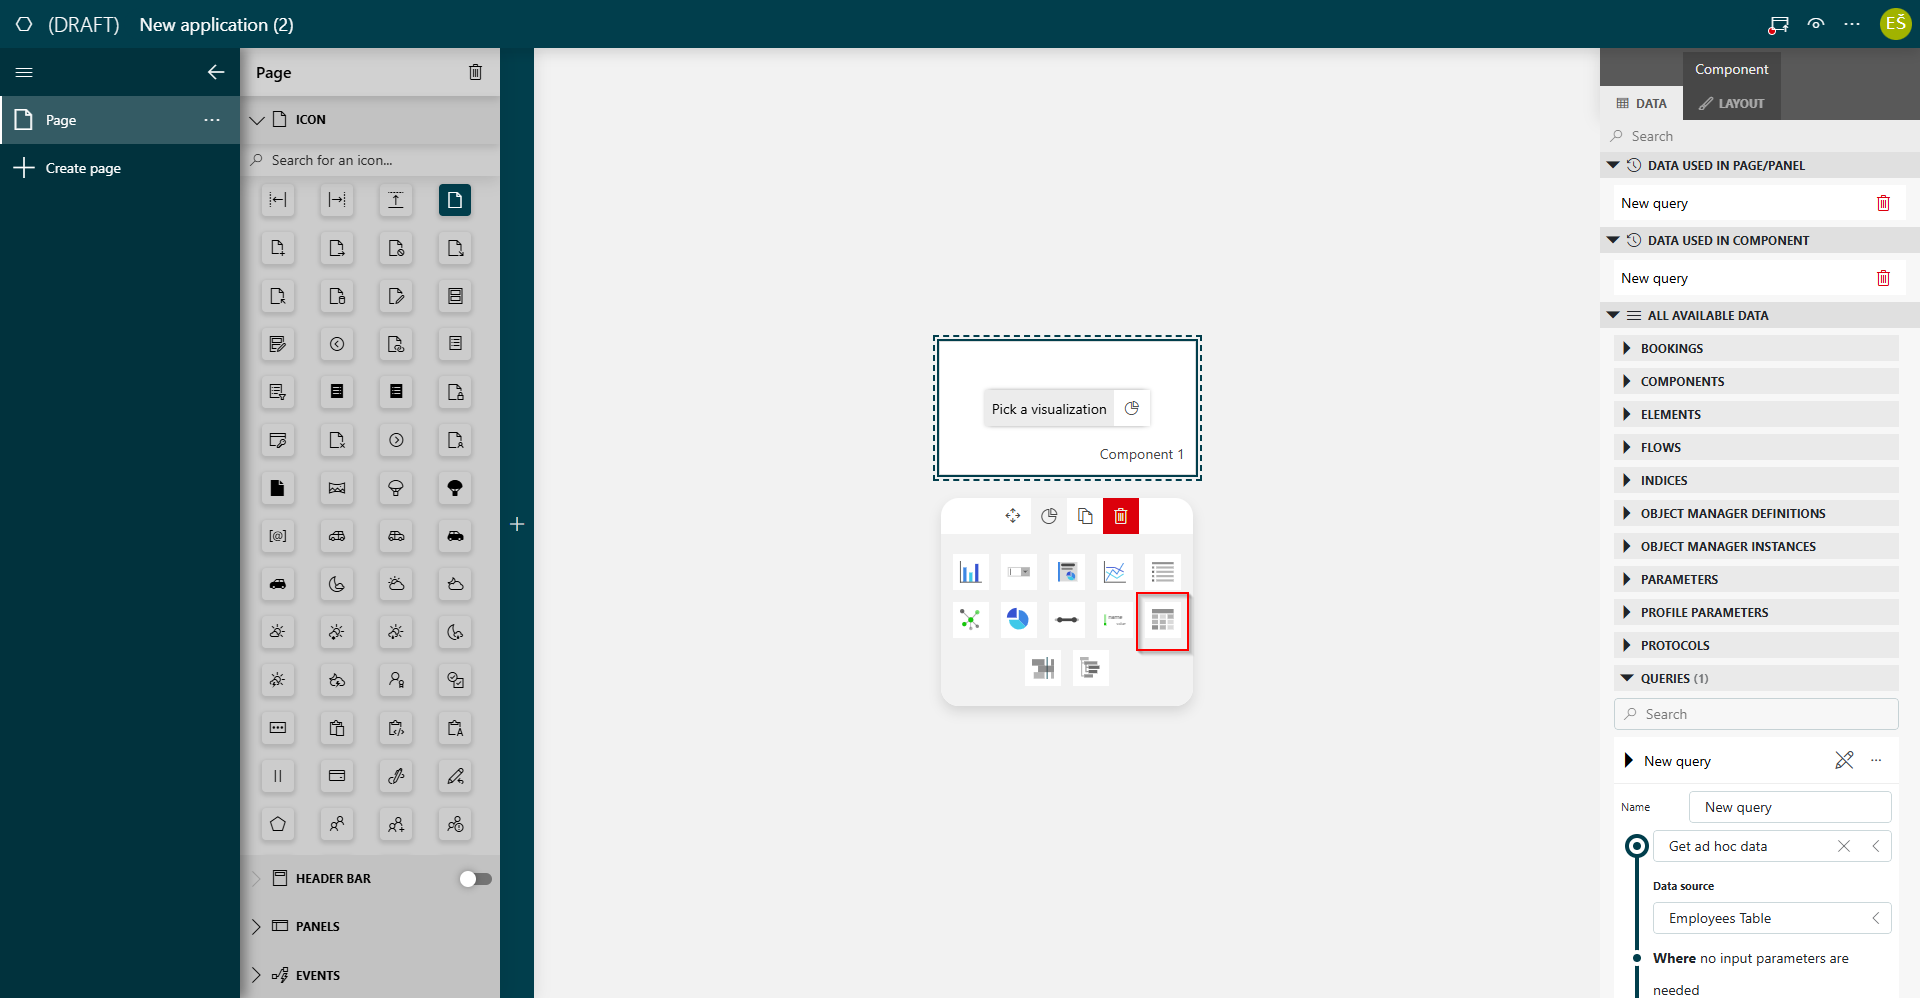 (DRAFT) New application (2)
EŠ
Page
Create page
Page
ICON
Search for an icon...
[@]
HEADER BAR
PANELS
EVENTS
Pick a visualization
Component 1
name
value
Component
DATA
LAYOUT
Search
DATA USED IN PAGE/PANEL
New query
DATA USED IN COMPONENT
New query
ALL AVAILABLE DATA
BOOKINGS
COMPONENTS
ELEMENTS
FLOWS
INDICES
OBJECT MANAGER DEFINITIONS
OBJECT MANAGER INSTANCES
PARAMETERS
PROFILE PARAMETERS
PROTOCOLS
QUERIES (1)
Search
New query
Name New query
Get ad hoc data
Data source
Employees Table
Where no input parameters are
needed